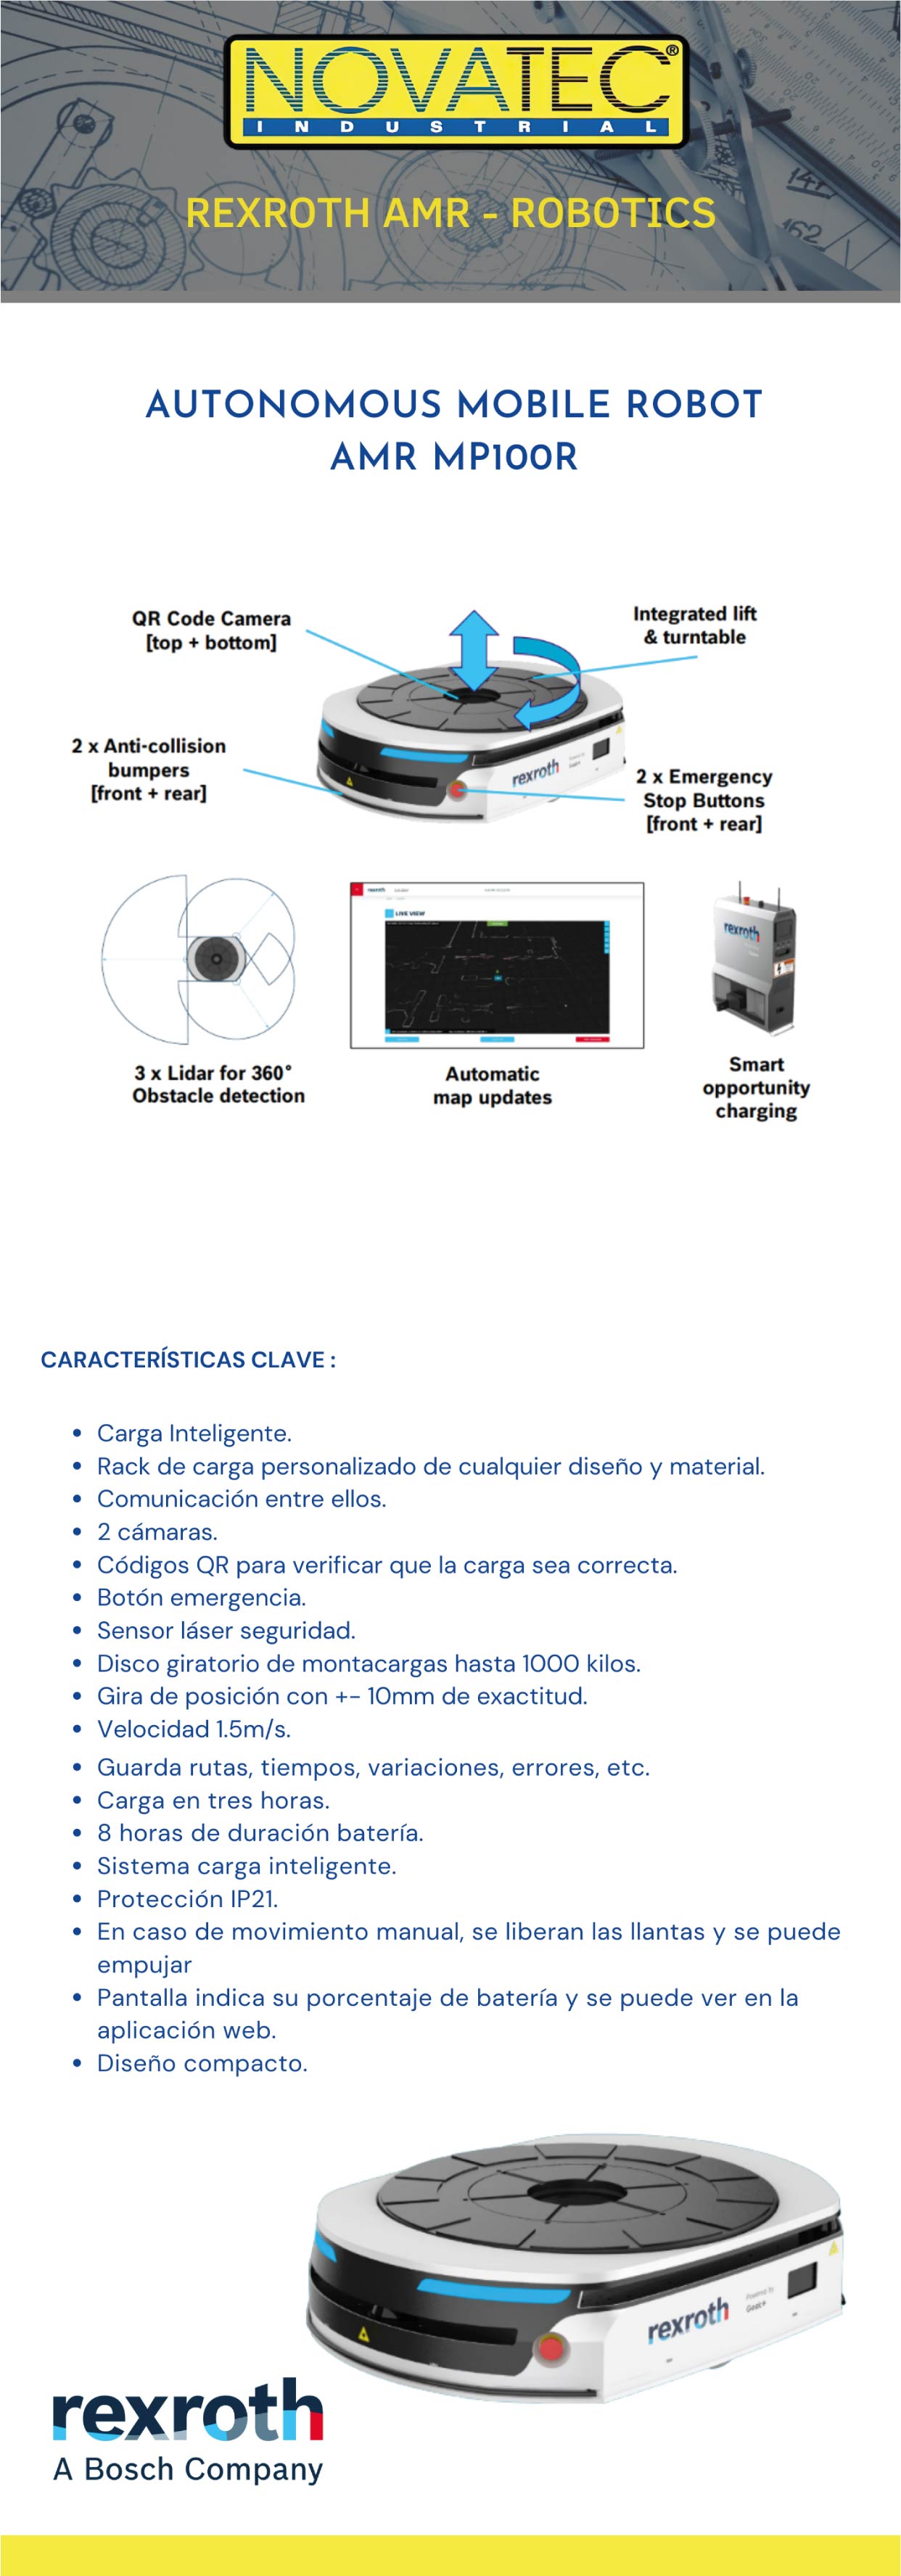 NOVATEC®
INDUSTRIAL
REXROTH AMR - ROBOTICS
AUTONOMOUS MOBILE ROBOT
AMR MP100R
QR Code Camera
[top + bottom]
Integrated lift
& turntable
2 x Anti-collision
bumpers
[front + rear]
rexroth
2 x Emergency
Stop Buttons
[front + rear]
rexroth
LIVE VIEW
rexroth
3 x Lidar for 360°
Obstacle detection
Automatic
map updates
Smart
opportunity
charging
CARACTERÍSTICAS CLAVE :
• Carga Inteligente.
• Rack de carga personalizado de cualquier diseño y material.
• Comunicación entre ellos.
• 2 cámaras.
• Códigos QR para verificar que la carga sea correcta.
• Botón emergencia.
• Sensor láser seguridad.
• Disco giratorio de montacargas hasta 1000 kilos.
• Gira de posición con +- 10mm de exactitud.
• Velocidad 1.5m/s.
• Guarda rutas, tiempos, variaciones, errores, etc.
• Carga en tres horas.
• 8 horas de duración batería.
• Sistema carga inteligente.
• Protección IP21.
• En caso de movimiento manual, se liberan las llantas y se puede
empujar
• Pantalla indica su porcentaje de batería y se puede ver en la
aplicación web.
• Diseño compacto.
rexroth
Powered by
Geek+
rexroth
A Bosch Company